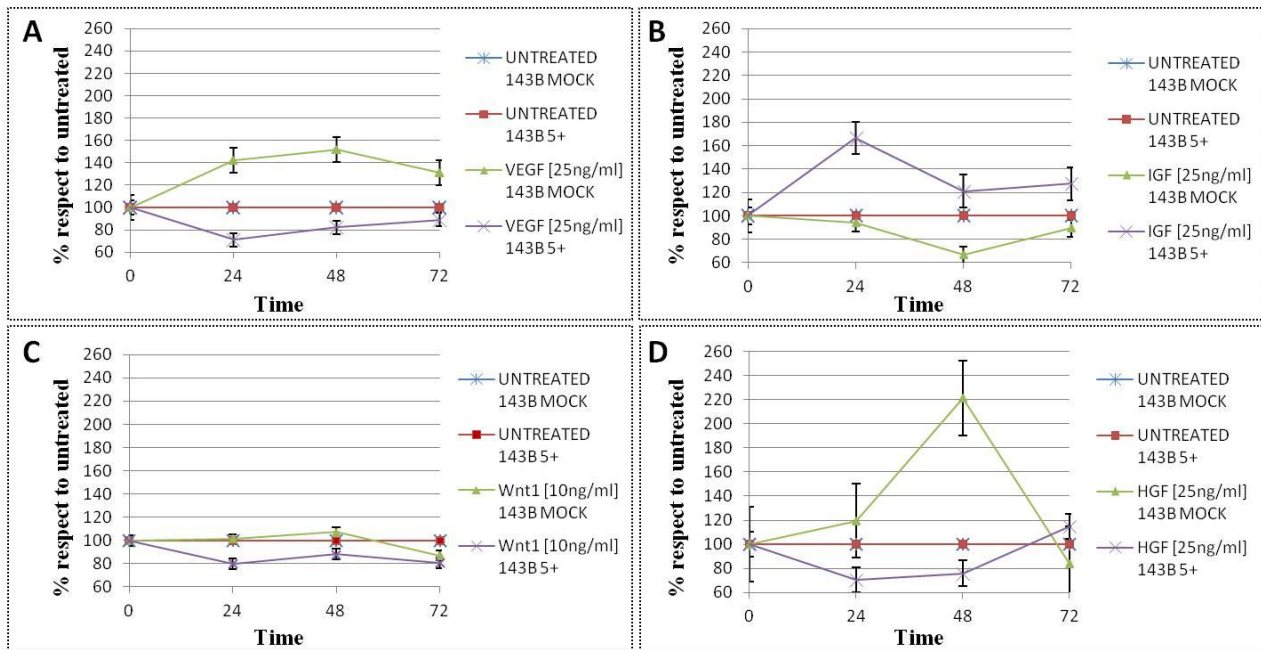 A
% respect to untreated
260
240
220
200
180
160
140
120
100
80
60
0 24 48 72
Time
UNTREATED
143B MOCK
UNTREATED
143B 5+
VEGF [25ng/ml]
143B MOCK
VEGF [25ng/ml]
143B 5+
B
% respect to untreated
260
240
220
200
180
160
140
120
100
80
60
0 24 48 72
Time
UNTREATED
143B MOCK
UNTREATED
143B 5+
IGF [25ng/ml]
143B MOCK
IGF [25ng/ml]
143B 5+
C
% respect to untreated
260
240
220
200
180
160
140
120
100
80
60
0 24 48 72
Time
UNTREATED
143B MOCK
UNTREATED
143B 5+
Wnt1 [10ng/ml]
143B MOCK
Wnt1 [10ng/ml]
143B 5+
D
% respect to untreated
260
240
220
200
180
160
140
120
100
80
60
0 24 48 72
Time
UNTREATED
143B MOCK
UNTREATED
143B 5+
HGF [25ng/ml]
143B MOCK
HGF [25ng/ml]
143B 5+